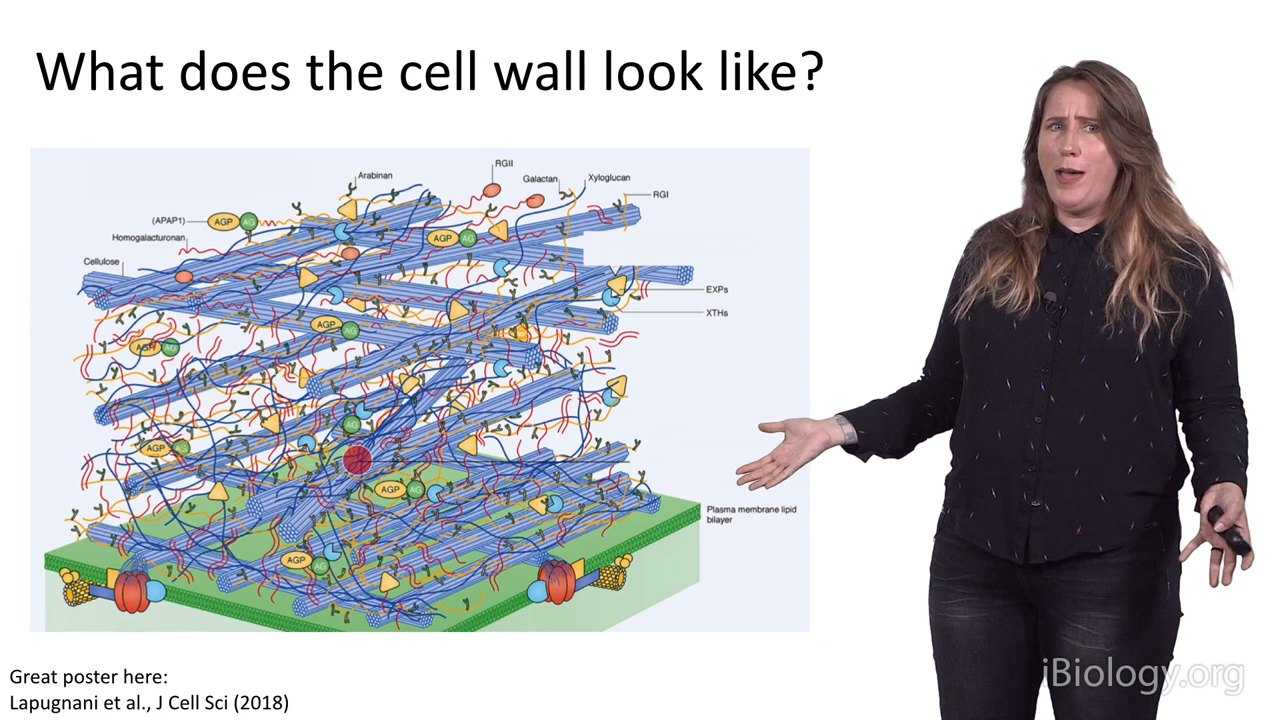 What does the cell wall look like?
RGII
Arabinan
Galactan
Xyloglucan
RGI
(APAP1)
AGP AG
AGP AG
Homogalacturonan
Cellulose
EXPs
XTHs
AGP AG
AGP AG
AG
AGP AG
AGP AG
Plasma membrane lipid
bilayer
AGP AG
Great poster here:
Lapugnani et al., J Cell Sci (2018)
iBiology.org